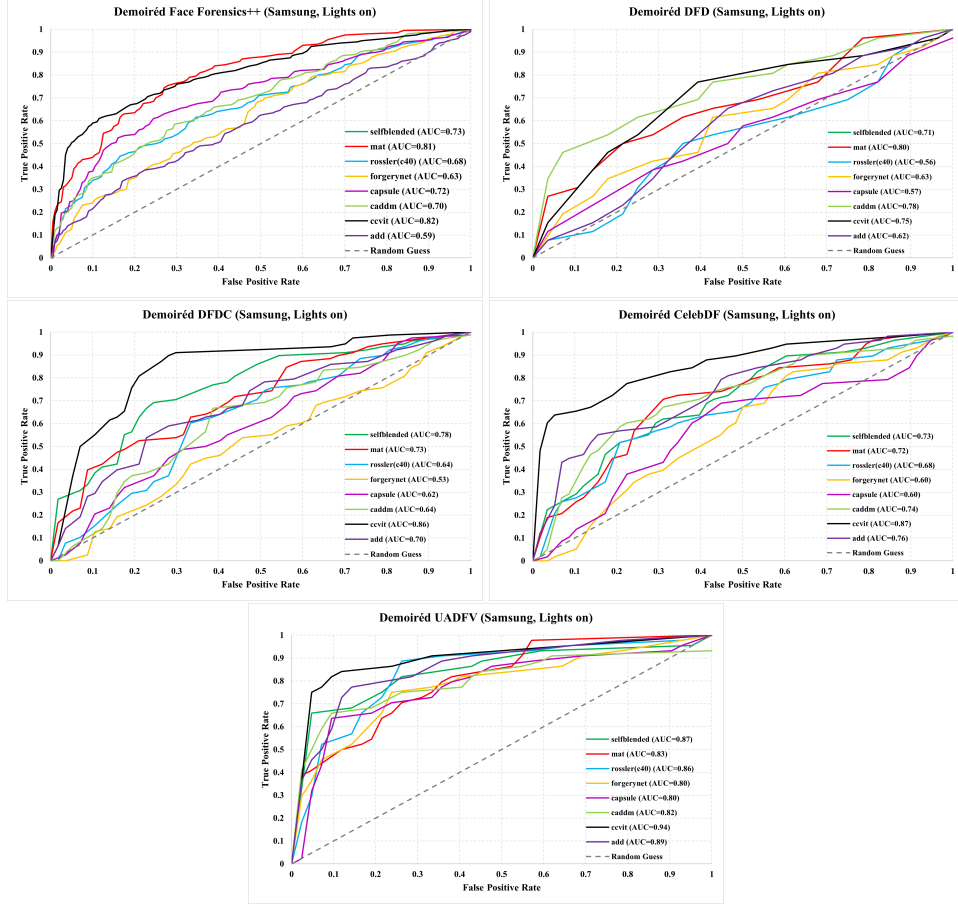 Demoiréd Face Forensics++ (Samsung, Lights on)
1
0.9
0.8
0.7
0.6
0.5
0.4
0.3
0.2
0.1
0
True Positive Rate
selfblended (AUC=0.73)
mat (AUC=0.81)
rossler(c40) (AUC=0.68)
forgerynet (AUC=0.63)
capsule (AUC=0.72)
caddm (AUC=0.70)
ccvit (AUC=0.82)
add (AUC=0.59)
Random Guess
0 0.1 0.2 0.3 0.4 0.5 0.6 0.7 0.8 0.9 1
False Positive Rate
Demoiréd DFD (Samsung, Lights on)
1
0.9
0.8
0.7
0.6
0.5
0.4
0.3
0.2
0.1
0
True Positive Rate
selfblended (AUC=0.71)
mat (AUC=0.80)
rossler(c40) (AUC=0.56)
forgerynet (AUC=0.63)
capsule (AUC=0.57)
caddm (AUC=0.78)
ccvit (AUC=0.75)
add (AUC=0.62)
Random Guess
0 0.1 0.2 0.3 0.4 0.5 0.6 0.7 0.8 0.9 1
False Positive Rate
Demoiréd DFDC (Samsung, Lights on)
1
0.9
0.8
0.7
0.6
0.5
0.4
0.3
0.2
0.1
0
True Positive Rate
selfblended (AUC=0.78)
mat (AUC=0.73)
rossler(c40) (AUC=0.64)
forgerynet (AUC=0.53)
capsule (AUC=0.62)
caddm (AUC=0.64)
ccvit (AUC=0.86)
add (AUC=0.70)
Random Guess
0 0.1 0.2 0.3 0.4 0.5 0.6 0.7 0.8 0.9 1
False Positive Rate
Demoiréd CelebDF (Samsung, Lights on)
1
0.9
0.8
0.7
0.6
0.5
0.4
0.3
0.2
0.1
0
True Positive Rate
selfblended (AUC=0.73)
mat (AUC=0.72)
rossler(c40) (AUC=0.68)
forgerynet (AUC=0.60)
capsule (AUC=0.60)
caddm (AUC=0.74)
ccvit (AUC=0.87)
add (AUC=0.76)
Random Guess
0 0.1 0.2 0.3 0.4 0.5 0.6 0.7 0.8 0.9 1
False Positive Rate
Demoiréd UADFV (Samsung, Lights on)
1
0.9
0.8
0.7
0.6
0.5
0.4
0.3
0.2
0.1
0
True Positive Rate
selfblended (AUC=0.87)
mat (AUC=0.83)
rossler(c40) (AUC=0.86)
forgerynet (AUC=0.80)
capsule (AUC=0.80)
caddm (AUC=0.82)
ccvit (AUC=0.94)
add (AUC=0.89)
Random Guess
0 0.1 0.2 0.3 0.4 0.5 0.6 0.7 0.8 0.9 1
False Positive Rate